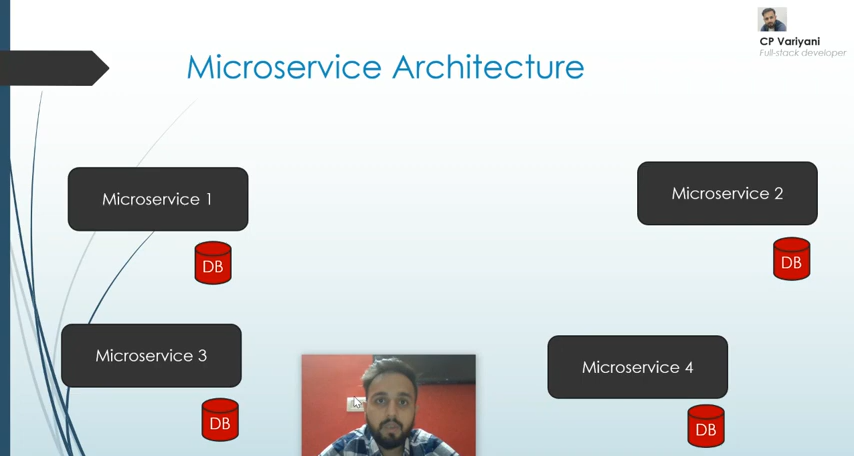 CP Variyani
Full-stack developer
Microservice Architecture
Microservice 1
Microservice 2
DB
DB
Microservice 3
Microservice 4
DB
DB